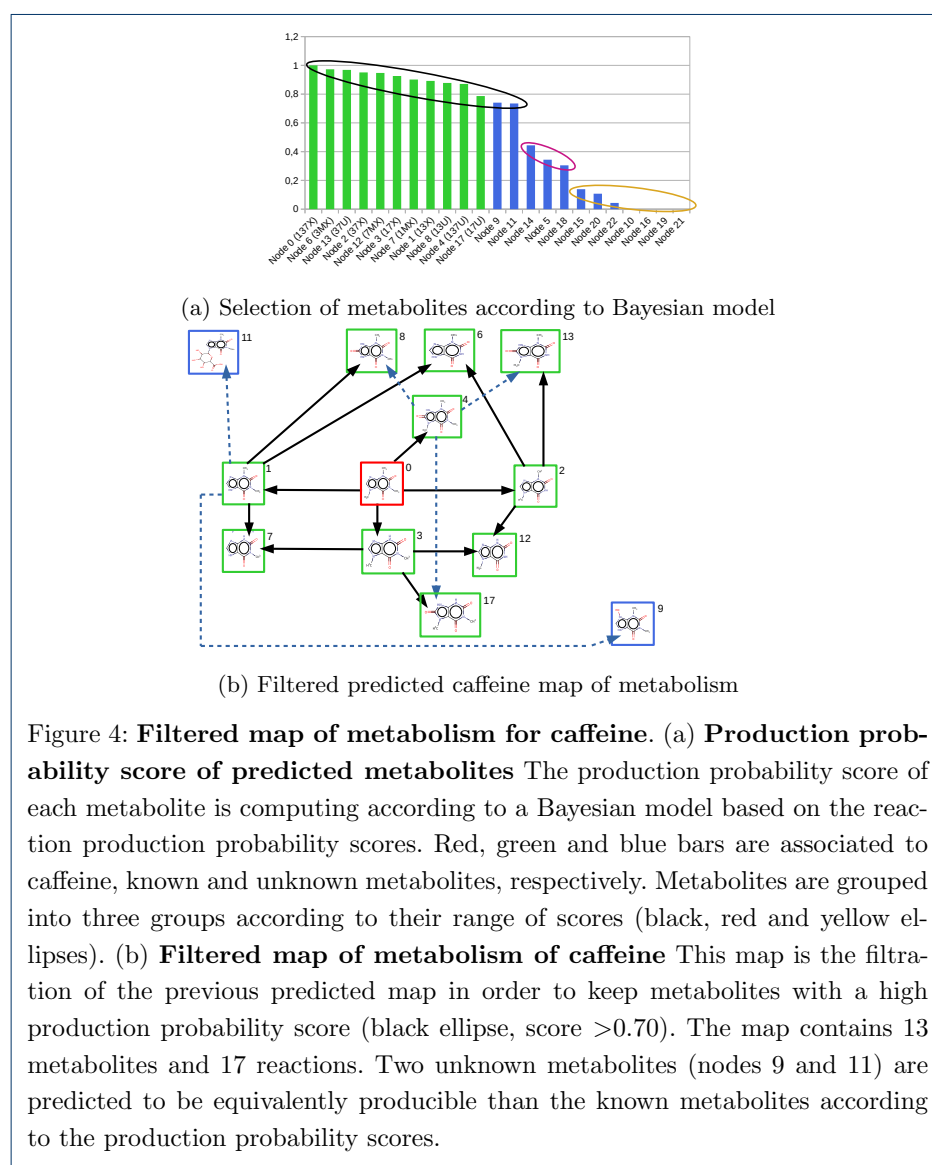 1,2
1
0,8
0,6
0,4
0,2
0
Node 0 (137X)
Node 6 (3MX)
Node 13 (37U)
Node 2 (37X)
Node 12 (7MX)
Node 3 (17X)
Node 7 (1MX)
Node 1 (13X)
Node 8 (13U)
Node 4 (137U)
Node 17 (17U)
Node 9
Node 11
Node 14
Node 5
Node 18
Node 15
Node 20
Node 22
Node 10
Node 16
Node 19
Node 21
(a) Selection of metabolites according to Bayesian model
11
8
6
13
4
1
0
2
7
3
12
17
9
(b) Filtered predicted caffeine map of metabolism
Figure 4: Filtered map of metabolism for caffeine. (a) Production prob-
ability score of predicted metabolites The production probability score of
each metabolite is computing according to a Bayesian model based on the reac-
tion production probability scores. Red, green and blue bars are associated to
caffeine, known and unknown metabolites, respectively. Metabolites are grouped
into three groups according to their range of scores (black, red and yellow el-
lipses). (b) Filtered map of metabolism of caffeine This map is the filtra-
tion of the previous predicted map in order to keep metabolites with a high
production probability score (black ellipse, score >0.70). The map contains 13
metabolites and 17 reactions. Two unknown metabolites (nodes 9 and 11) are
predicted to be equivalently producible than the known metabolites according
to the production probability scores.